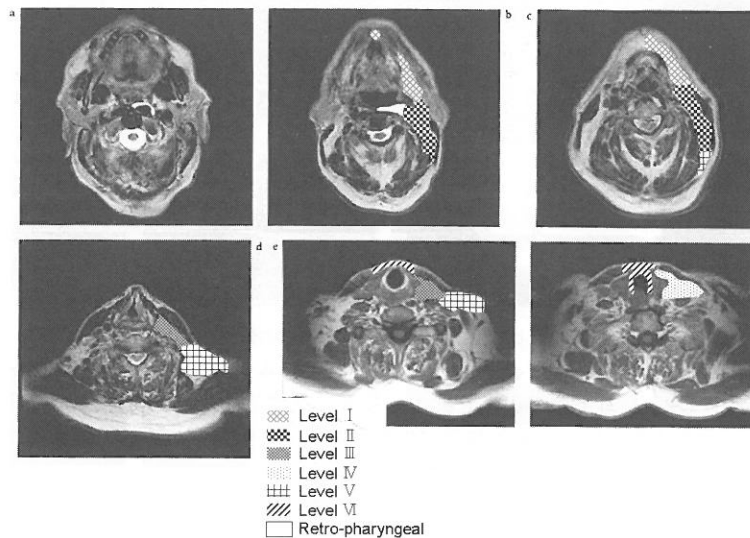 a
b
c
d
e
Level Ⅰ
Level Ⅱ
Level Ⅲ
Level Ⅳ
Level Ⅴ
Level Ⅵ
Retro-pharyngeal